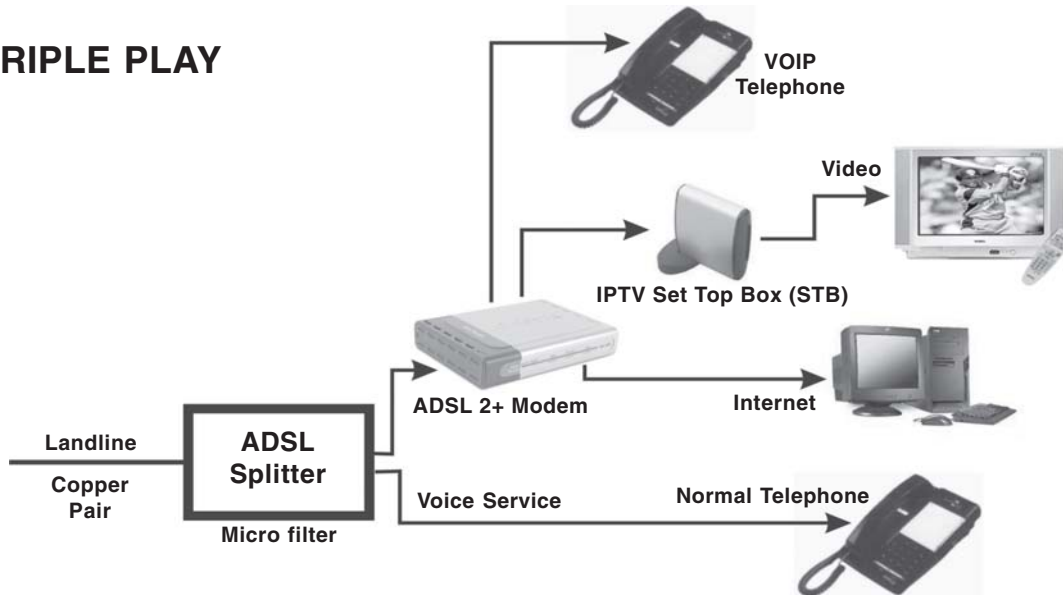 RIPLE PLAY
VOIP
Telephone
Video
IPTV Set Top Box (STB)
ADSL 2+ Modem
Internet
Landline
Copper
Pair
ADSL
Splitter
Micro filter
Voice Service
Normal Telephone